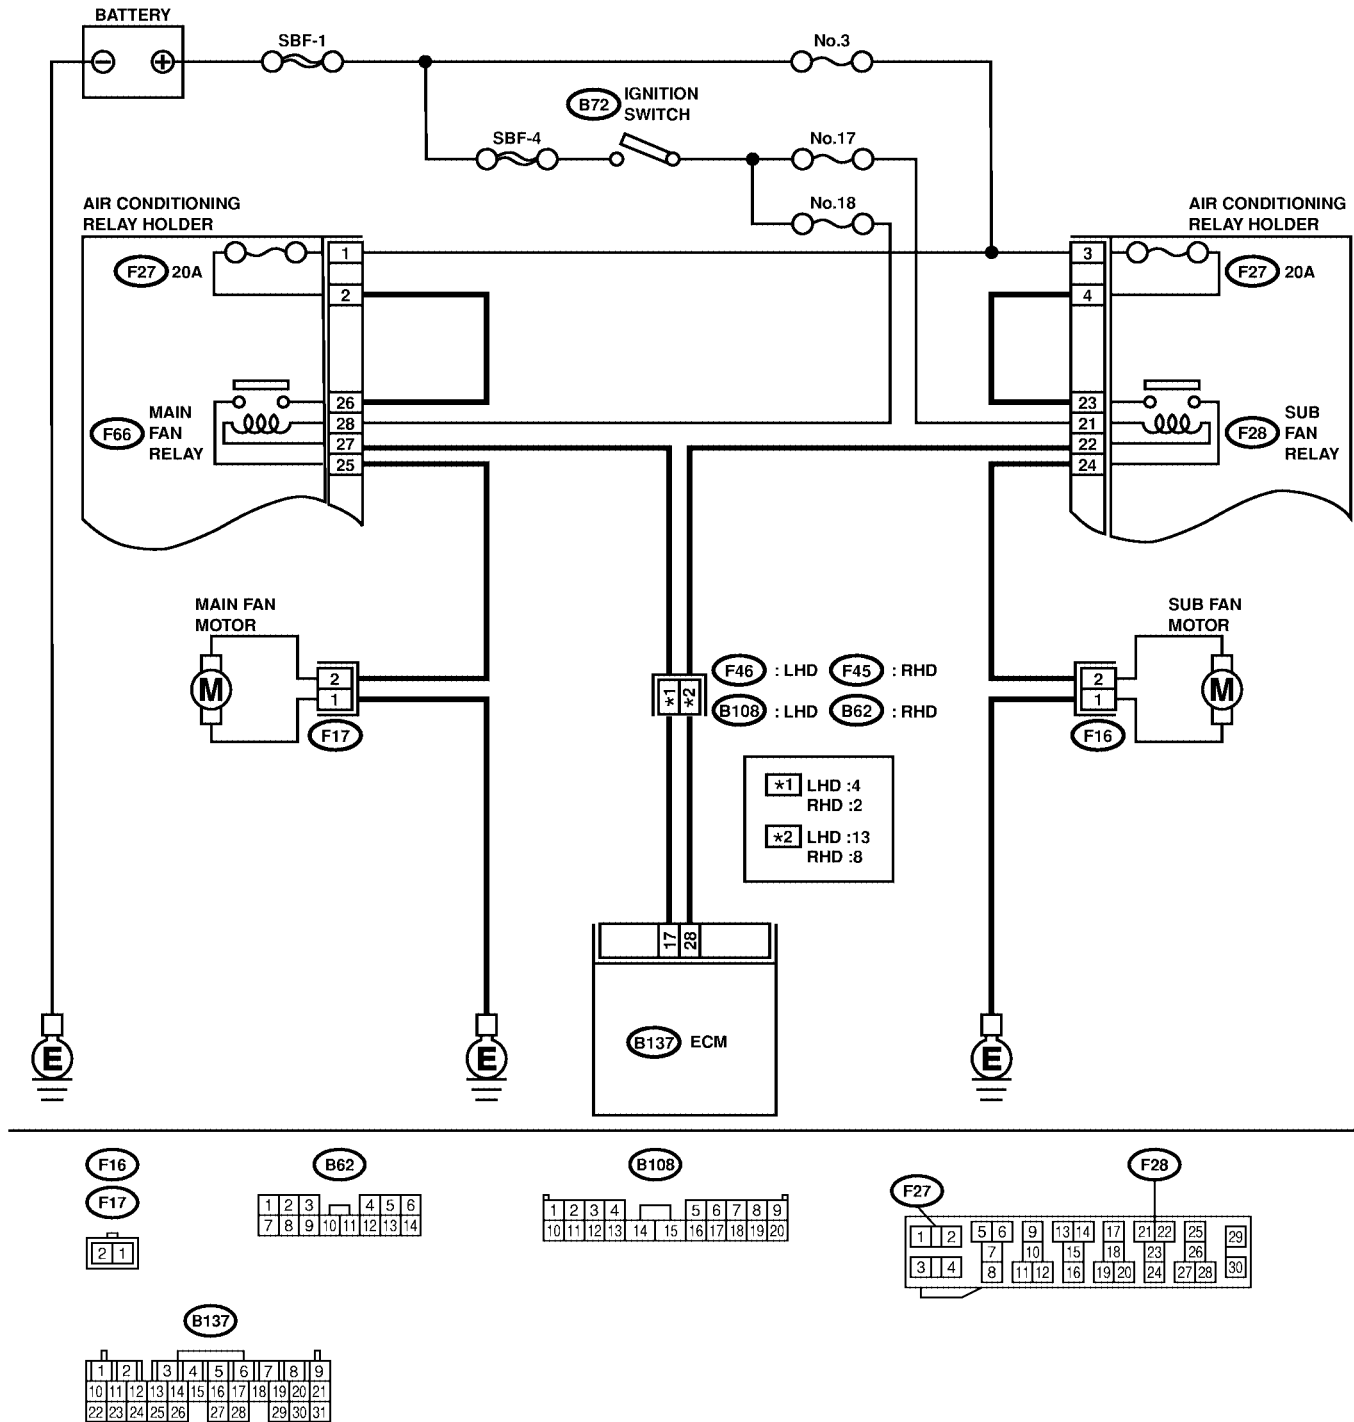 BATTERY
SBF-1
No.3
B72
IGNITION
SWITCH
SBF-4
No.17
No.18
AIR CONDITIONING
RELAY HOLDER
F27
20A
1
2
26
28
27
25
F66
MAIN
FAN
RELAY
AIR CONDITIONING
RELAY HOLDER
3
4
23
21
22
24
F27
20A
F28
SUB
FAN
RELAY
MAIN FAN
MOTOR
M
2
1
F17
*1
*2
F46 : LHD F45 : RHD
B108 : LHD B62 : RHD
SUB FAN
MOTOR
M
2
1
F16
*1 LHD :4
RHD :2
*2 LHD :13
RHD :8
17
28
B137 ECM
E
E
E
F16
F17
2 1
B62
1 2 3 4 5 6
7 8 9 10 11 12 13 14
B108
1 2 3 4 5 6 7 8 9
10 11 12 13 14 15 16 17 18 19 20
F27
F28
1 2 5 6 9 13 14 17 21 22 25 29
7 10 15 18 23 26
3 4 8 11 12 16 19 20 24 27 28 30
B137
1 2 3 4 5 6 7 8 9
10 11 12 13 14 15 16 17 18 19 20 21
22 23 24 25 26 27 28 29 30 31